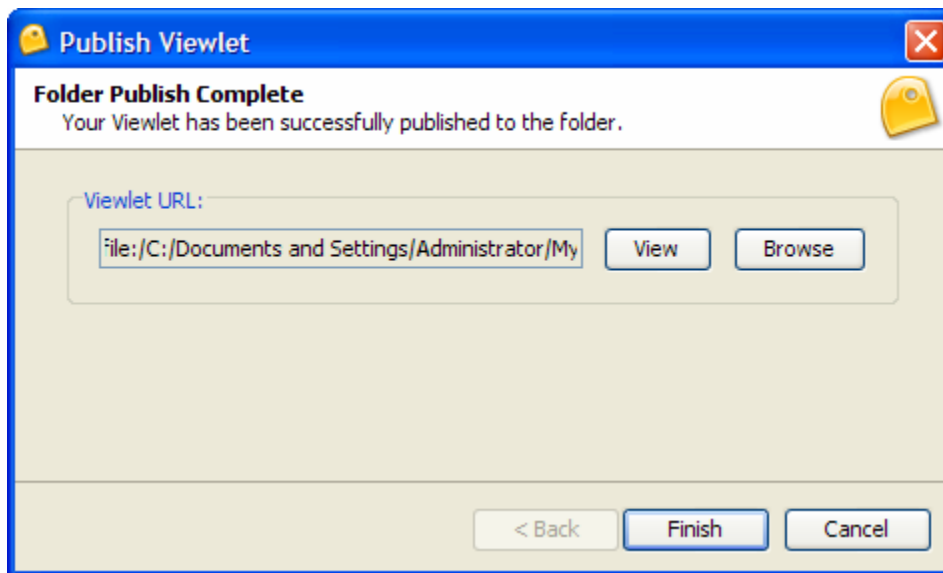 Publish Viewlet
Folder Publish Complete
Your Viewlet has been successfully published to the folder.
Viewlet URL:
file:/C:/Documents and Settings/Administrator/My
View
Browse
< Back
Finish
Cancel